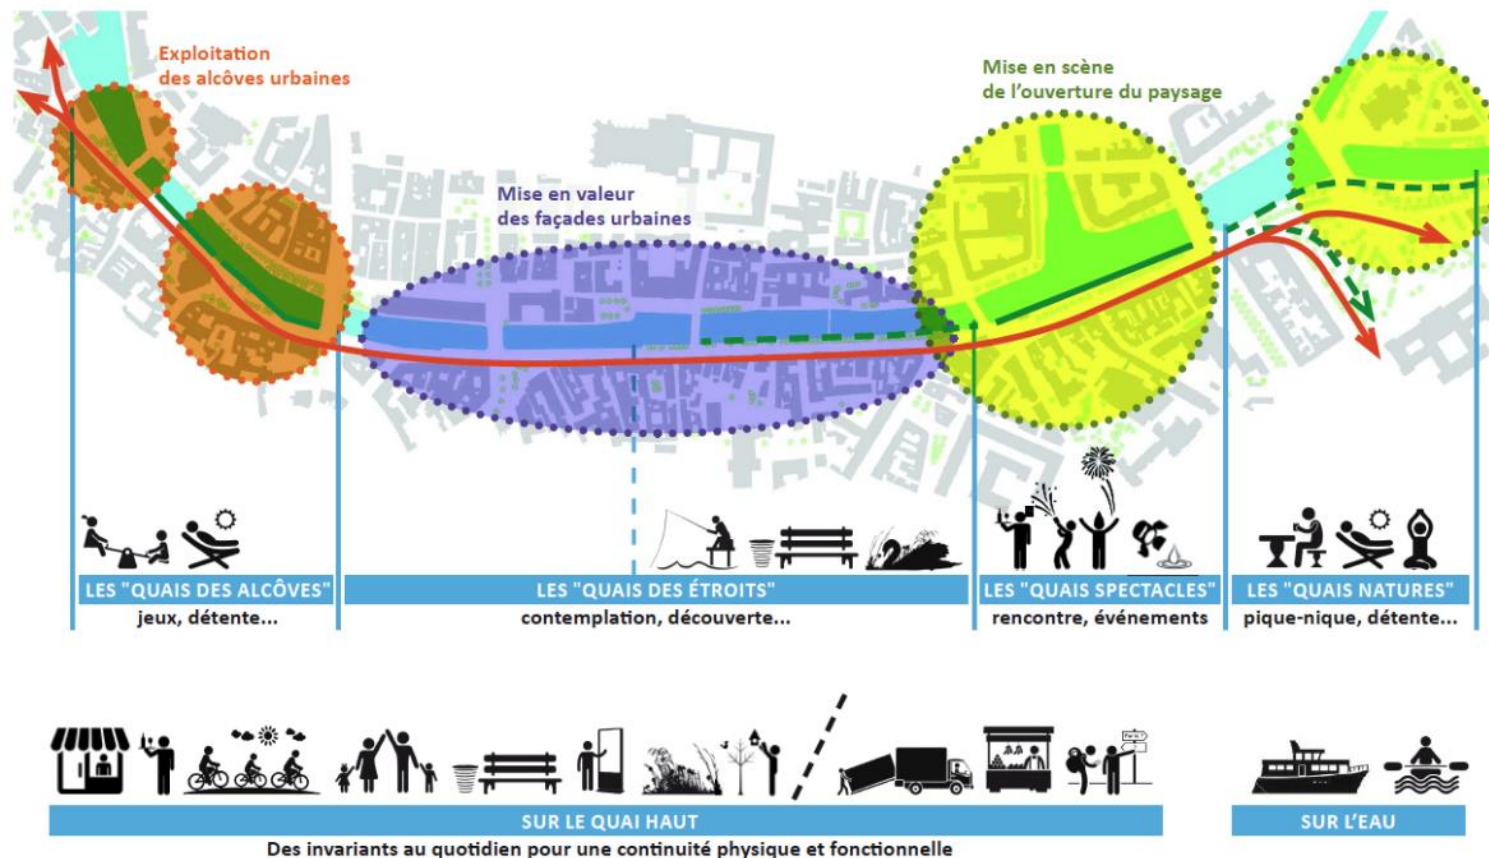 Exploitation
des alcôves urbaines
Mise en valeur
des façades urbaines
Mise en scène
de l’ouverture du paysage
LES "QUAIS DES ALCÔVES"
jeux, détente...
LES "QUAIS DES ÉTROITS"
contemplation, découverte...
LES "QUAIS SPECTACLES"
rencontre, événements
LES "QUAIS NATURES"
pique-nique, détente...
SUR LE QUAI HAUT
Des invariants au quotidien pour une continuité physique et fonctionnelle
SUR L’EAU